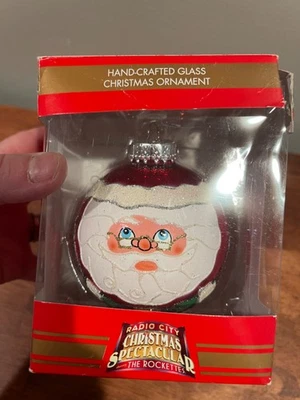 HAND-CRAFTED GLASS
CHRISTMAS ORNAMENT
RADIO CITY
CHRISTMAS
SPECTACULAR
THE ROCKETTES